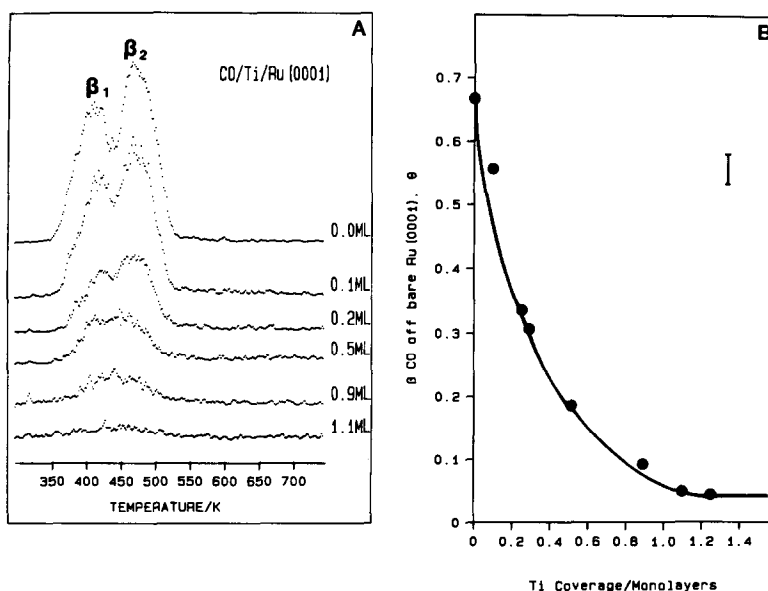 A
β₁
β₂
CO/Ti/Ru(0001)
0.0ML
0.1ML
0.2ML
0.5ML
0.9ML
1.1ML
350 400 450 500 550 600 650 700
TEMPERATURE/K
B
β CO off bare Ru(0001). θ
0.7
0.6
0.5
0.4
0.3
0.2
0.1
0
0 0.2 0.4 0.6 0.8 1.0 1.2 1.4
Ti Coverage/Monolayers